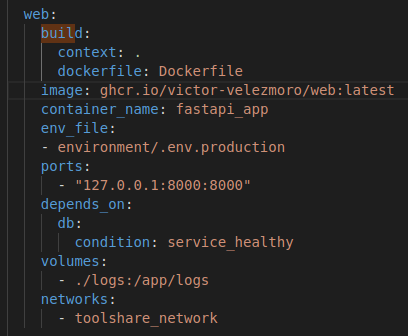 web:
  build:
    context: .
    dockerfile: Dockerfile
  image: ghcr.io/victor-velezmoro/web:latest
  container_name: fastapi_app
  env_file:
  - environment/.env.production
  ports:
    - "127.0.0.1:8000:8000"
  depends_on:
    db:
      condition: service_healthy
  volumes:
    - ./logs:/app/logs
  networks:
    - toolshare_network